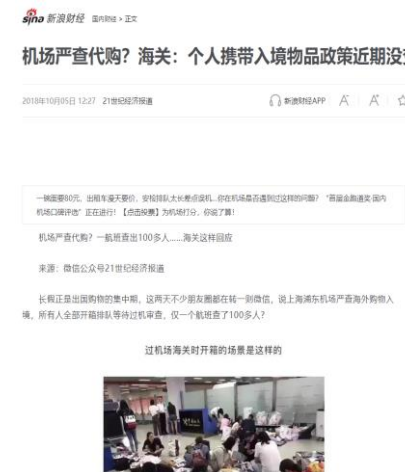 sina 新浪财经 国内财经 > 正文
机场严查代购？海关：个人携带入境物品政策近期没
2018年10月05日 12:27 21世纪经济报道
新浪财经APP
一碗面要80元、出租车漫天要价、安检排队太长差点误机...你在机场是否遇到过这样的问题？“首届金跑道奖·国内
机场口碑评选”正在进行！【点击投票】为机场打分，你说了算！
机场严查代购？一航班查出100多人......海关这样回应
来源：微信公众号21世纪经济报道
长假正是出国购物的集中期，这两天不少朋友圈都在转一则微信，说上海浦东机场严查海外购物入
境，所有人全部开箱排队等待过机审查，仅一个航班查了100多人？
过机场海关时开箱的场景是这样的